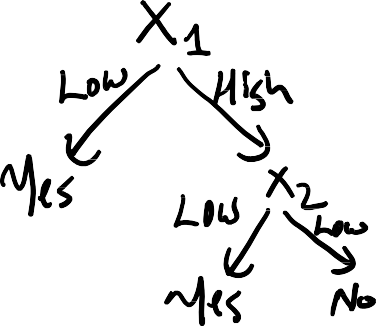 X1
Low High
Yes X2
Low Low
Yes No